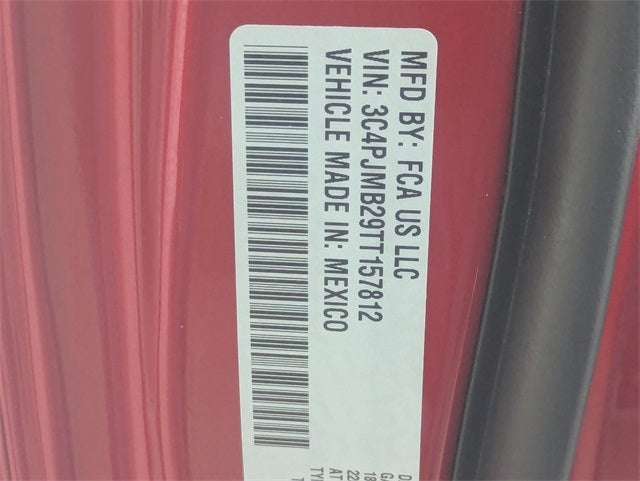 MFD BY: FCA US LLC
VIN: 3C4PJMB29TT157812
VEHICLE MADE IN: MEXICO